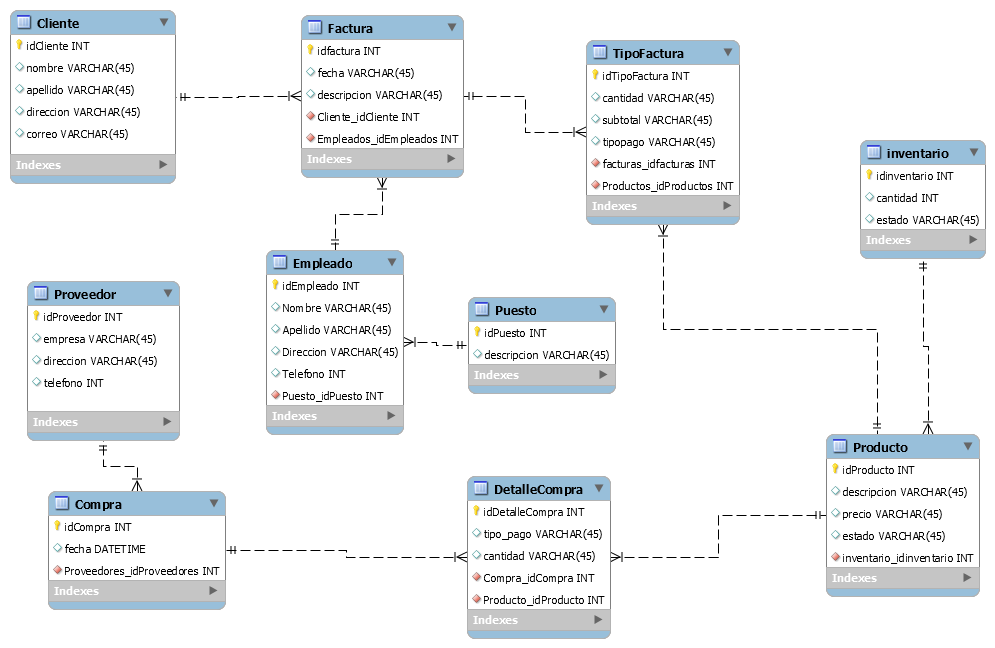 Cliente
idCliente INT
nombre VARCHAR(45)
apellido VARCHAR(45)
direccion VARCHAR(45)
correo VARCHAR(45)
Indexes
Factura
idfactura INT
fecha VARCHAR(45)
descripcion VARCHAR(45)
Cliente_idCliente INT
Empleados_idEmpleados INT
Indexes
TipoFactura
idTipoFactura INT
cantidad VARCHAR(45)
subtotal VARCHAR(45)
tipopago VARCHAR(45)
facturas_idfacturas INT
Productos_idProductos INT
Indexes
inventario
idinventario INT
cantidad INT
estado VARCHAR(45)
Indexes
Empleado
idEmpleado INT
Nombre VARCHAR(45)
Apellido VARCHAR(45)
Direccion VARCHAR(45)
Telefono INT
Puesto_idPuesto INT
Indexes
Puesto
idPuesto INT
descripcion VARCHAR(45)
Indexes
Proveedor
idProveedor INT
empresa VARCHAR(45)
direccion VARCHAR(45)
telefono INT
Indexes
Compra
idCompra INT
fecha DATETIME
Proveedores_idProveedores INT
Indexes
DetalleCompra
idDetalleCompra INT
tipo_pago VARCHAR(45)
cantidad VARCHAR(45)
Compra_idCompra INT
Producto_idProducto INT
Indexes
Producto
idProducto INT
descripcion VARCHAR(45)
precio VARCHAR(45)
estado VARCHAR(45)
inventario_idinventario INT
Indexes